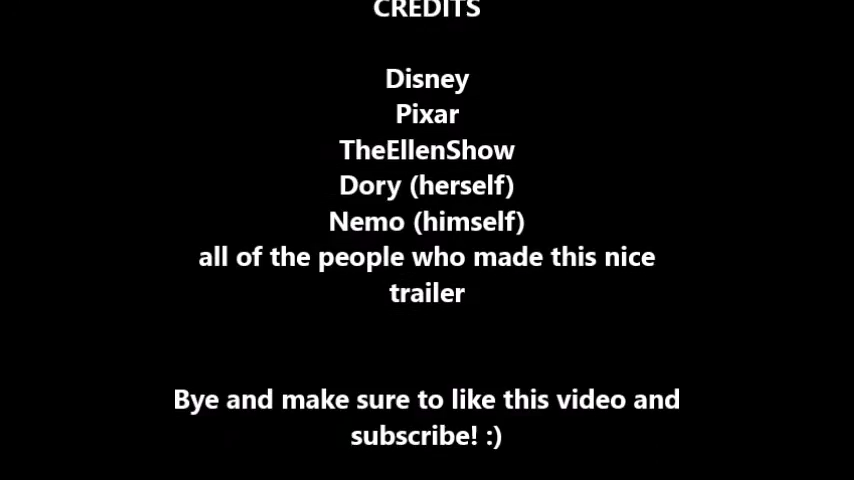 CREDITS
Disney
Pixar
TheEllenShow
Dory (herself)
Nemo (himself)
all of the people who made this nice
trailer
Bye and make sure to like this video and
subscribe! :)